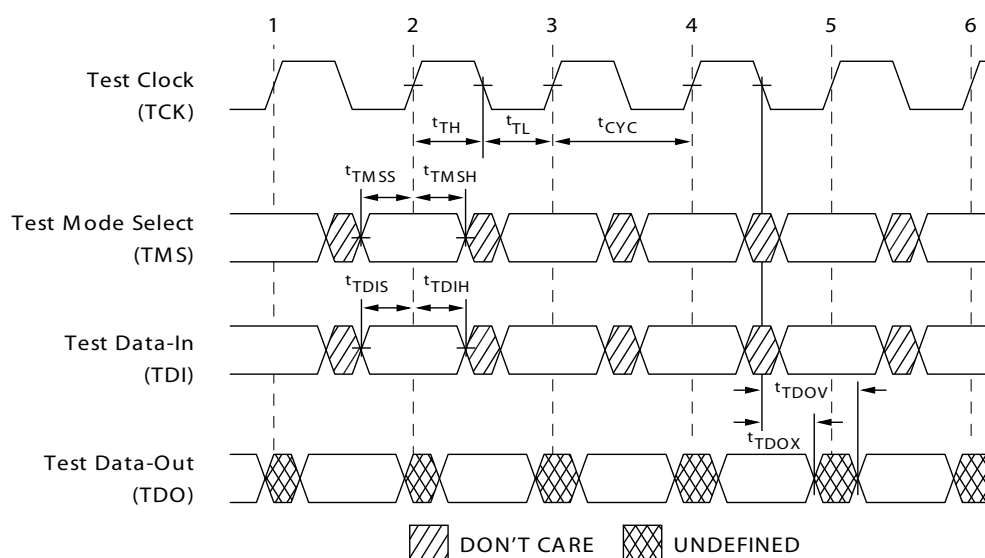 1 2 3 4 5 6
Test Clock
(TCK)
tTH tTL tCYC
tTMSS tTMSH
Test Mode Select
(TMS)
tTDIS tTDIH
Test Data-In
(TDI)
tTDOV
tTDOX
Test Data-Out
(TDO)
DON'T CARE UNDEFINED